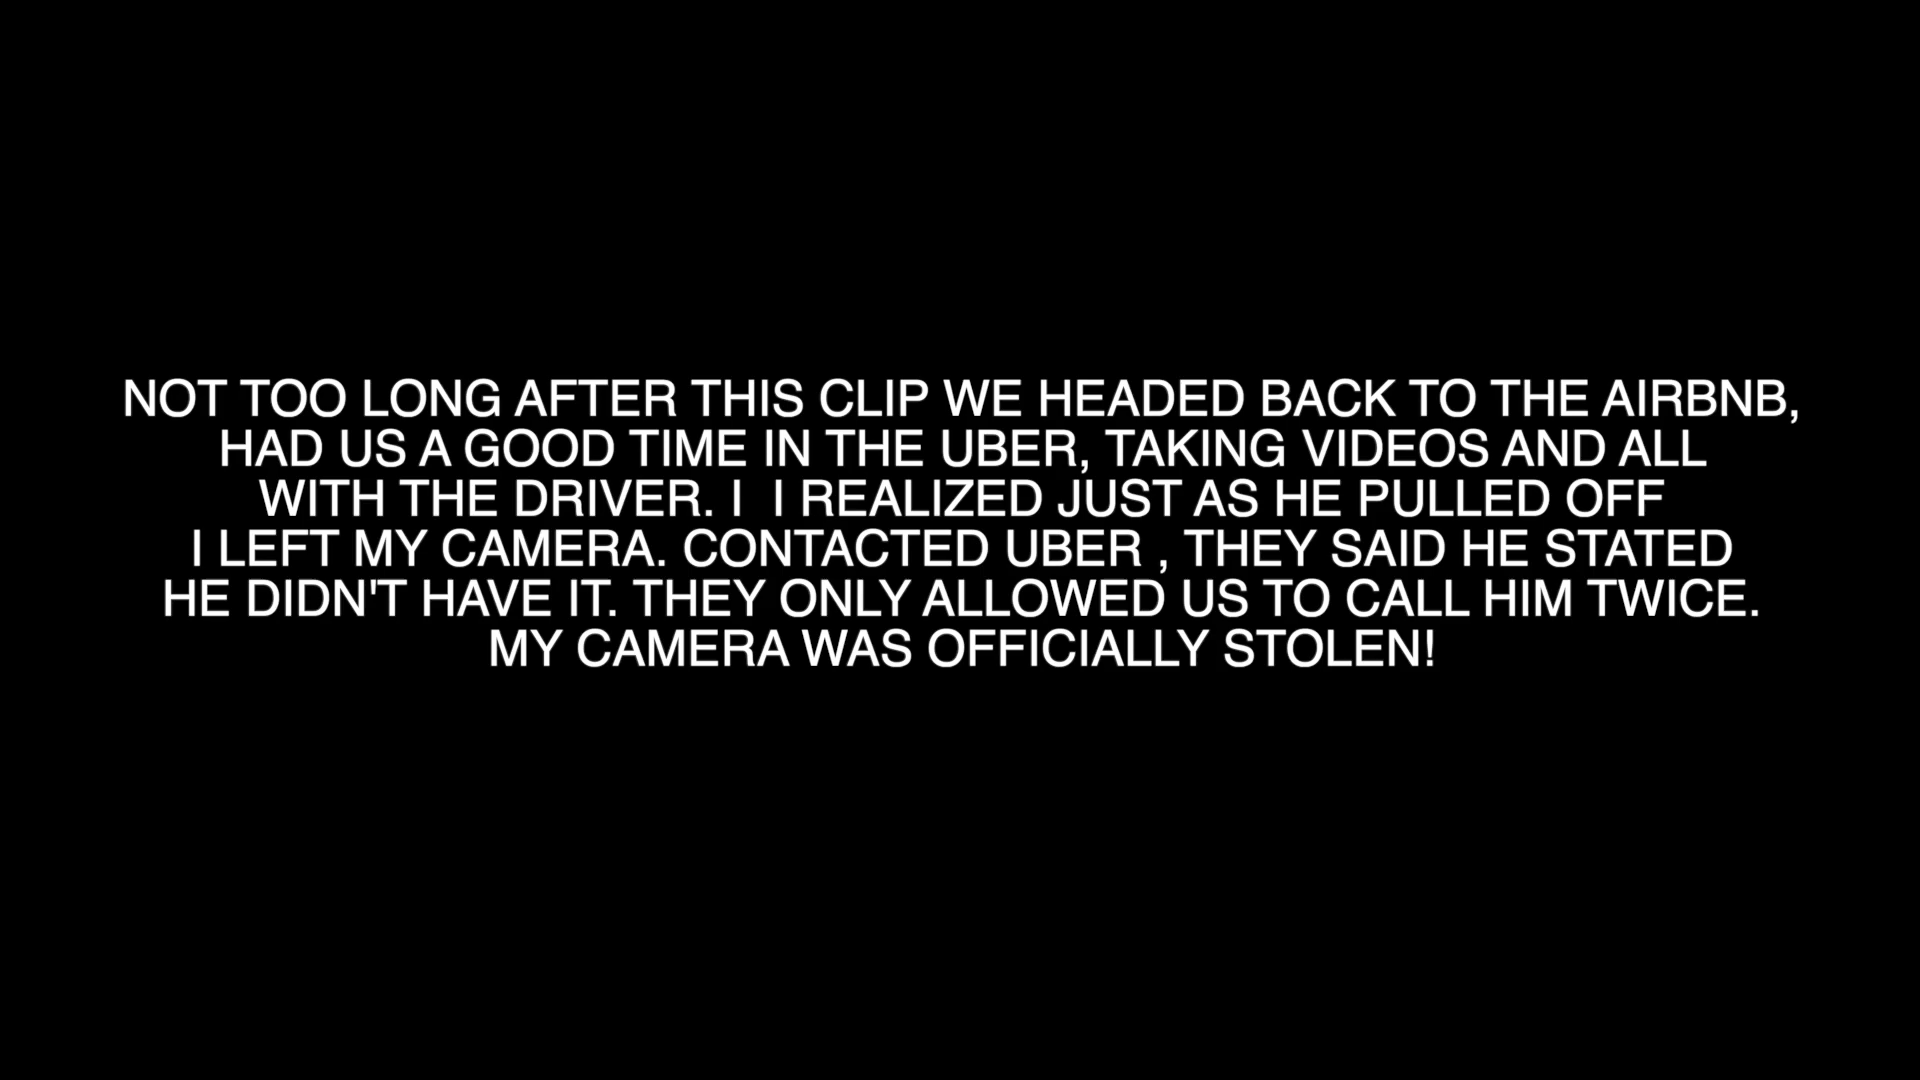 NOT TOO LONG AFTER THIS CLIP WE HEADED BACK TO THE AIRBNB,
HAD US A GOOD TIME IN THE UBER, TAKING VIDEOS AND ALL
WITH THE DRIVER. I  I REALIZED JUST AS HE PULLED OFF
I LEFT MY CAMERA. CONTACTED UBER , THEY SAID HE STATED
HE DIDN'T HAVE IT. THEY ONLY ALLOWED US TO CALL HIM TWICE.
MY CAMERA WAS OFFICIALLY STOLEN!